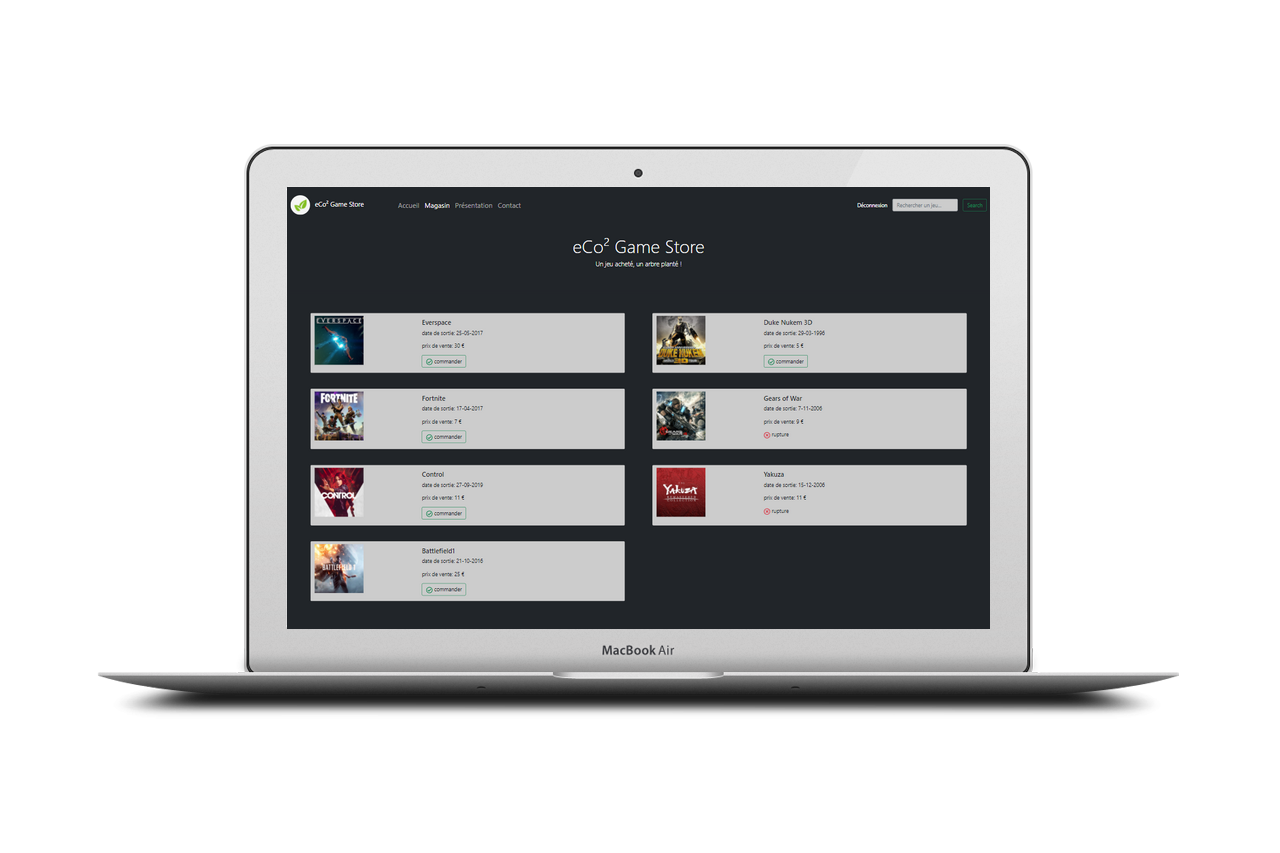 eCo² Game Store
Accueil Magasin Présentation Contact
Déconnexion
Rechercher un jeu...
Search
eCo² Game Store
Un jeu acheté, un arbre planté !
EVERSPACE
Everspace
date de sortie: 25-05-2017
prix de vente: 30 €
commander
DUKE NUKEM
Duke Nukem 3D
date de sortie: 29-03-1996
prix de vente: 5 €
commander
FORTNITE
Fortnite
date de sortie: 17-04-2017
prix de vente: 7 €
commander
Gears of War
date de sortie: 7-11-2006
prix de vente: 9 €
rupture
CONTROL
Control
date de sortie: 27-09-2019
prix de vente: 11 €
commander
YAKUZA
Yakuza
date de sortie: 15-12-2006
prix de vente: 11 €
rupture
BATTLEFIELD 1
Battlefield1
date de sortie: 21-10-2016
prix de vente: 25 €
commander
MacBook Air